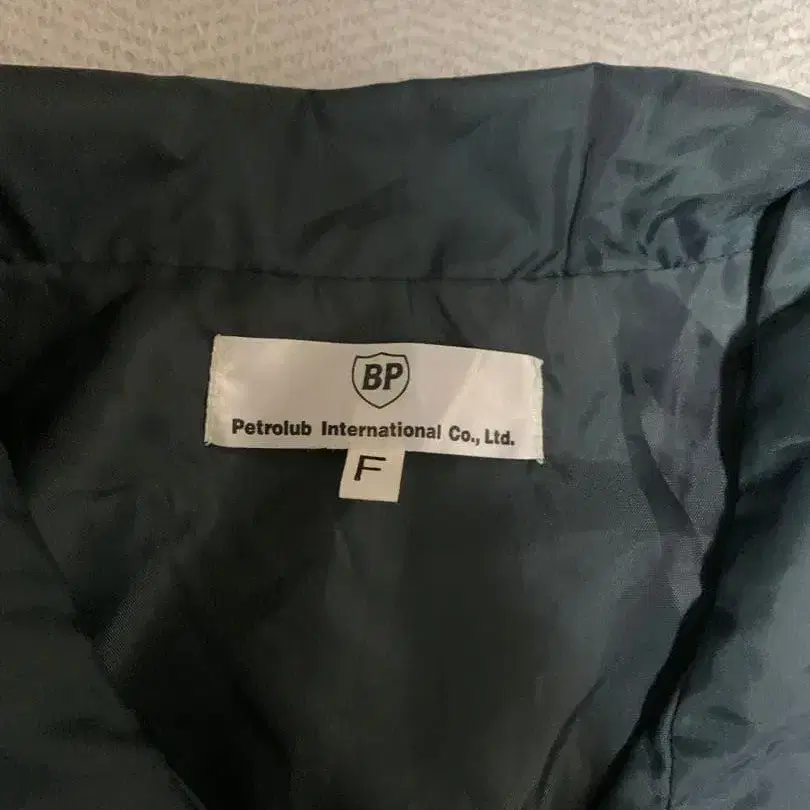 BP
Petrolub International Co., Ltd.
F